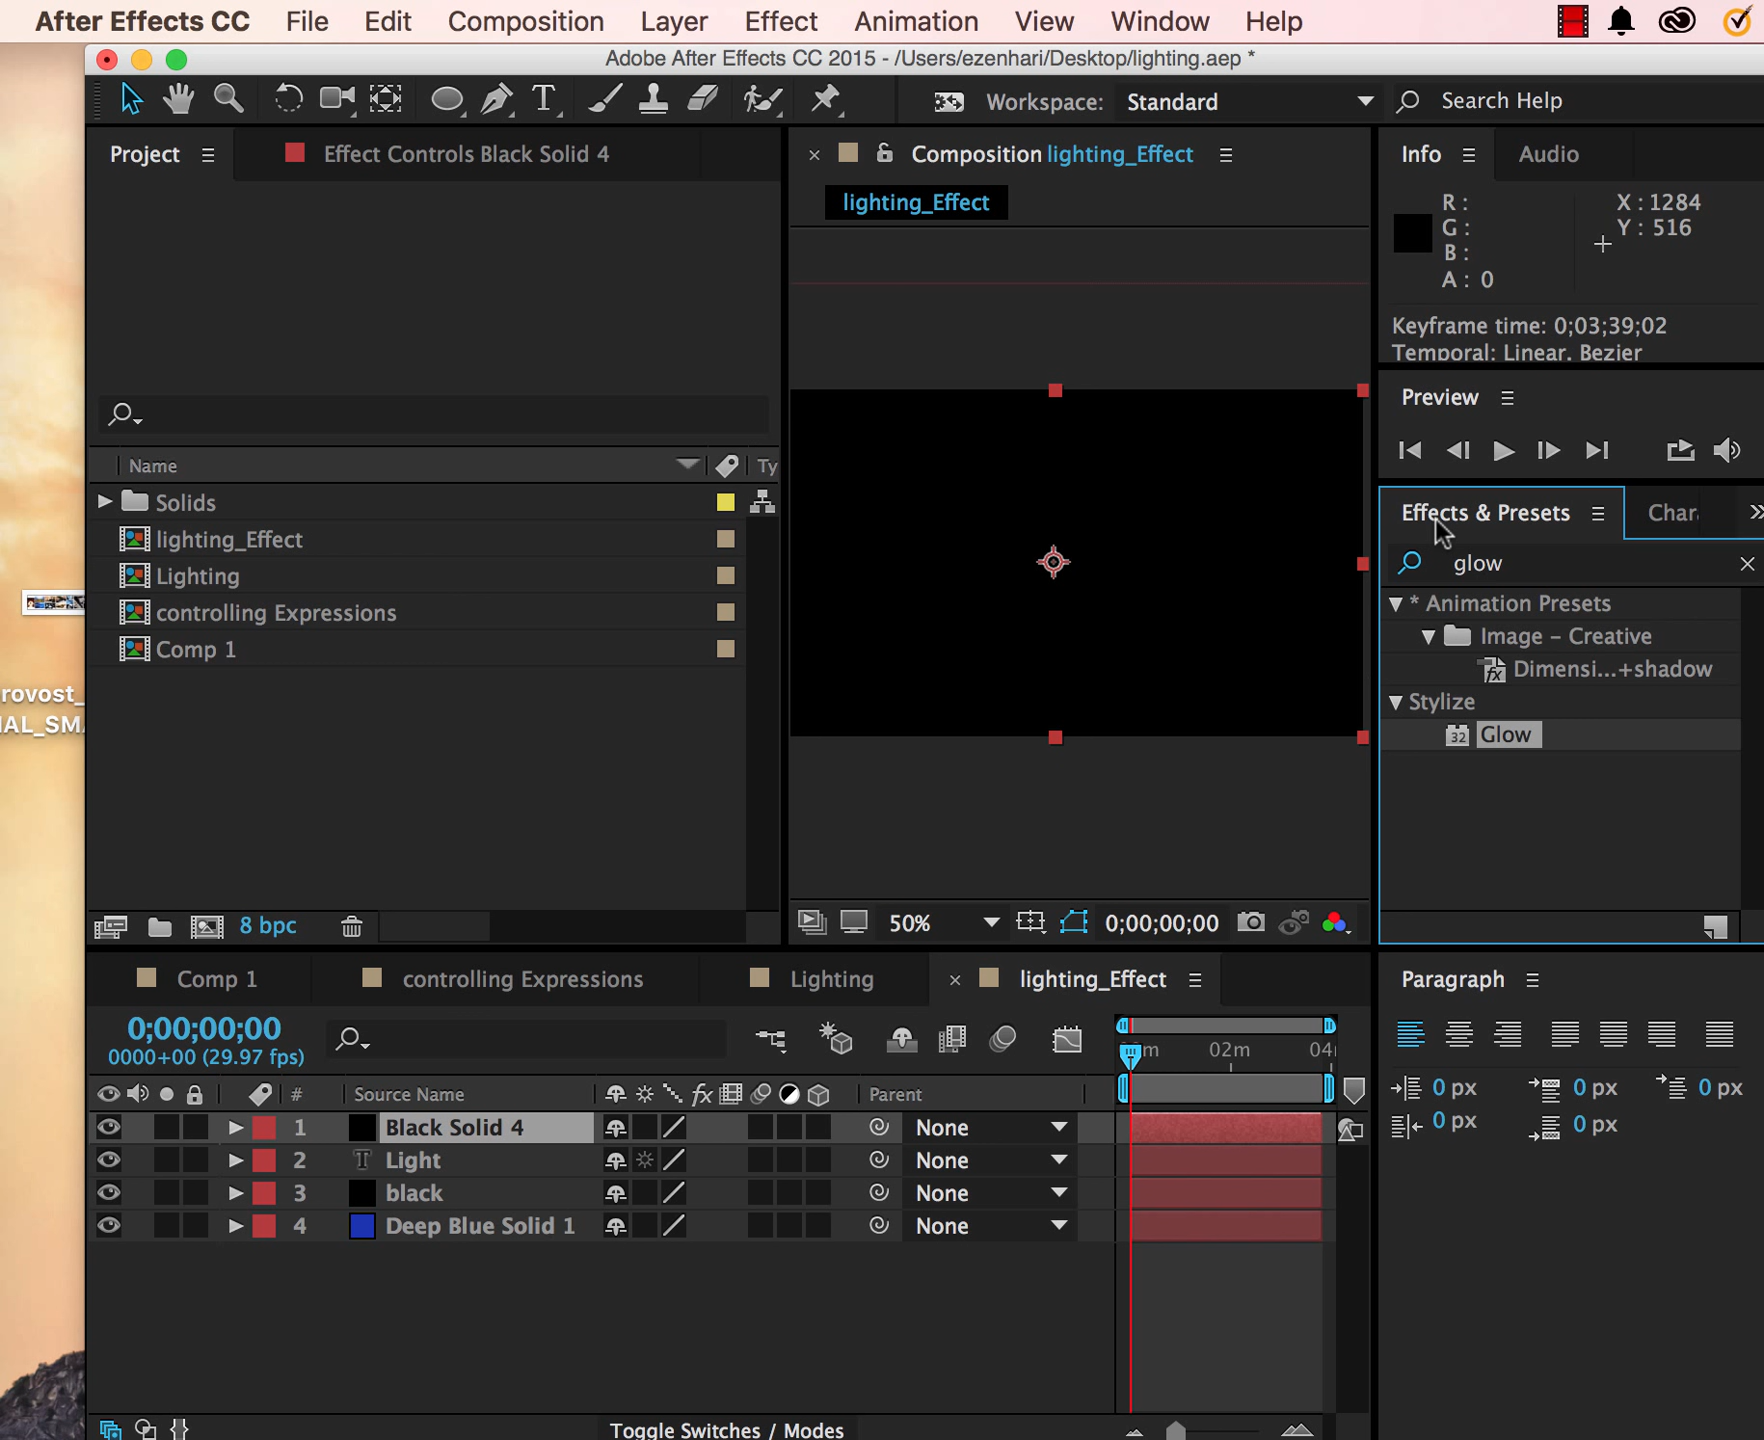 After Effects CC File Edit Composition Layer Effect Animation View Window Help
Adobe After Effects CC 2015 - /Users/ezenhari/Desktop/lighting.aep *
Workspace: Standard Search Help
Project Effect Controls Black Solid 4
Composition lighting_Effect
lighting_Effect
Info Audio
R :
G :
B :
A : 0
X : 1284
Y : 516
Keyframe time: 0;03;39;02
Temporal: Linear, Bezier
Preview
Effects & Presets Char
glow
* Animation Presets
Image – Creative
Dimensi...+shadow
Stylize
32 Glow
Name Ty
Solids
lighting_Effect
Lighting
controlling Expressions
Comp 1
rovost_
IAL_SM
8 bpc
50% 0;00;00;00
Comp 1 controlling Expressions Lighting lighting_Effect
0;00;00;00
0000+00 (29.97 fps)
m 02m 04
# Source Name fx Parent
1 Black Solid 4 None
2 T Light None
3 black None
4 Deep Blue Solid 1 None
Toggle Switches / Modes
Paragraph
0 px 0 px 0 px
0 px 0 px